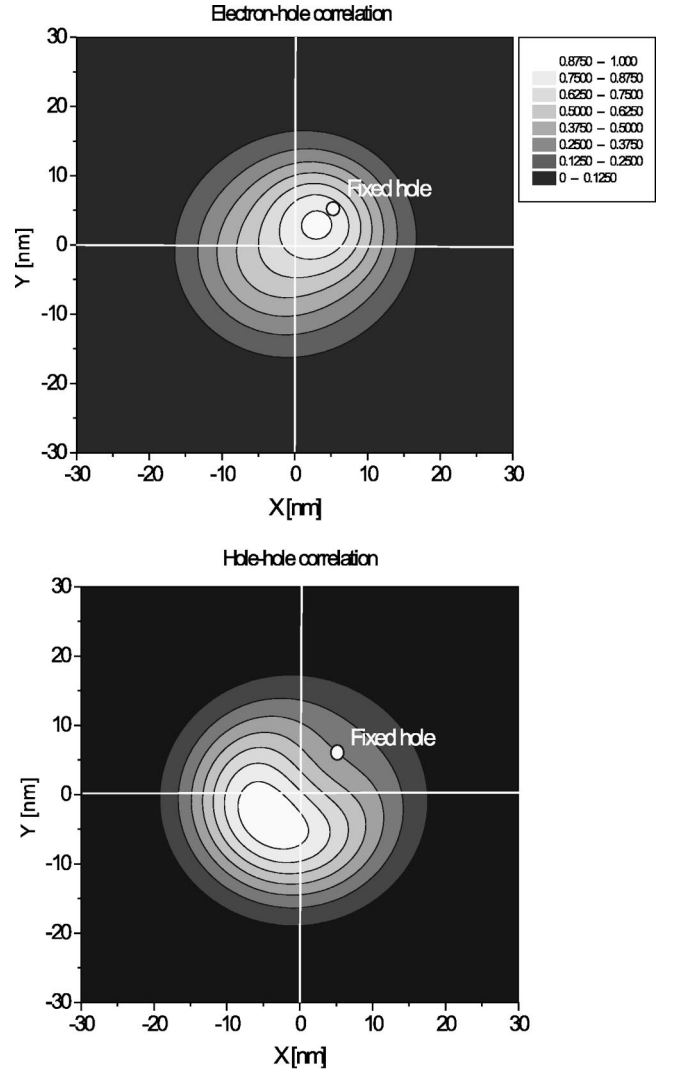 Electron-hole correlation
30
20
10
0
-10
-20
-30
Y [nm]
Fixed hole
-30 -20 -10 0 10 20 30
X [nm]
0.8750 – 1.000
0.7500 – 0.8750
0.6250 – 0.7500
0.5000 – 0.6250
0.3750 – 0.5000
0.2500 – 0.3750
0.1250 – 0.2500
0 – 0.1250
Hole-hole correlation
30
20
10
0
-10
-20
-30
Y [nm]
Fixed hole
-30 -20 -10 0 10 20 30
X [nm]